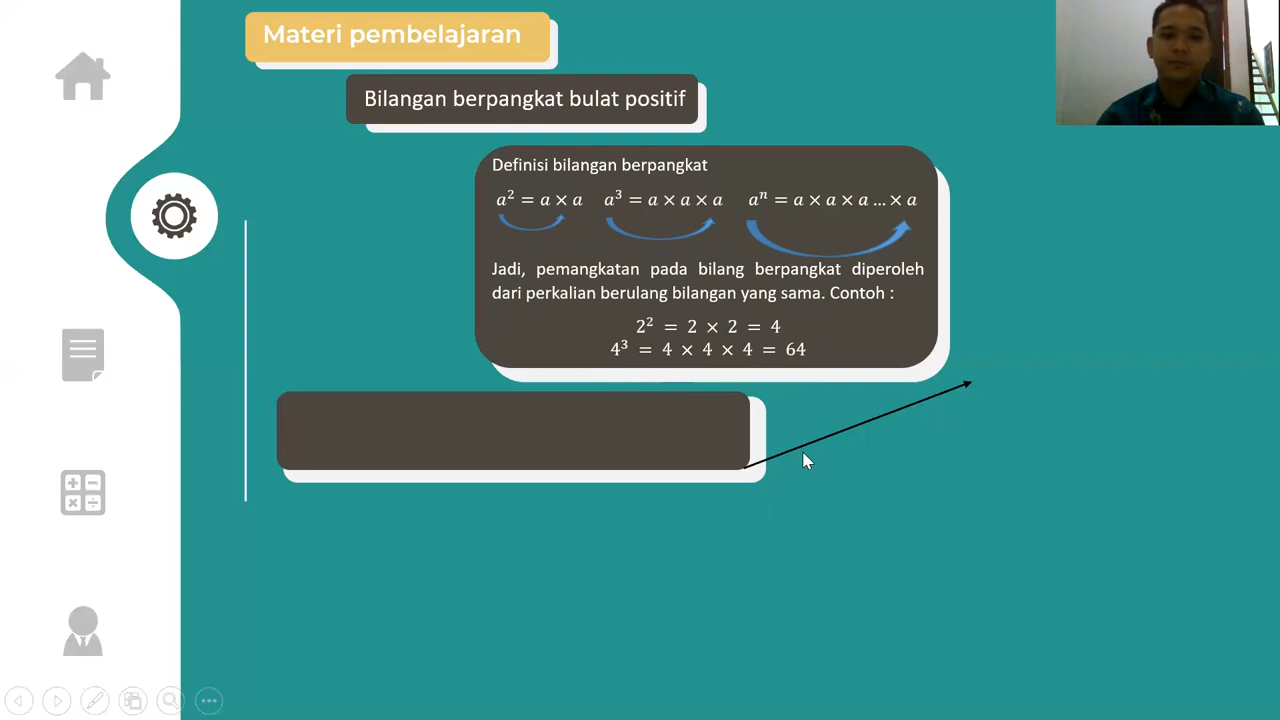 Materi pembelajaran
Bilangan berpangkat bulat positif
Definisi bilangan berpangkat
a² = a × a a³ = a × a × a aⁿ = a × a × a ... × a
Jadi, pemangkatan pada bilang berpangkat diperoleh
dari perkalian berulang bilangan yang sama. Contoh :
2² = 2 × 2 = 4
4³ = 4 × 4 × 4 = 64